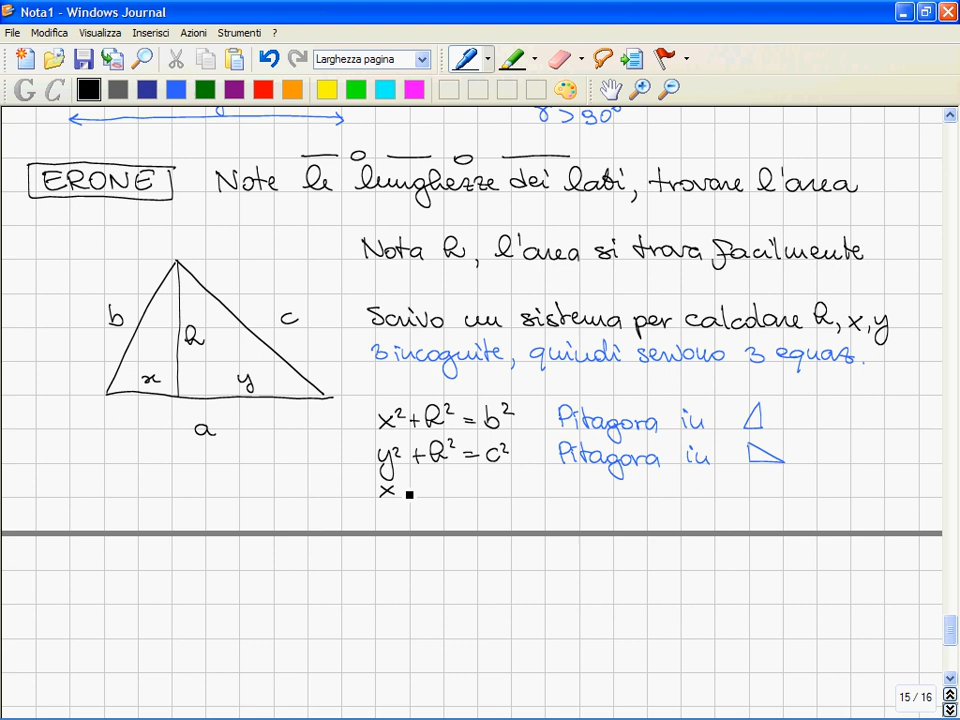 Nota1 - Windows Journal
File Modifica Visualizza Inserisci Azioni Strumenti ?
Larghezza pagina
G C
γ > 90°
ERONE Note le lunghezze dei lati, trovare l'area
Nota h, l'area si trova facilmente
Scrivo un sistema per calcolare h, x, y
3 incognite, quindi servono 3 equaz.
b h c
x y
a
x² + h² = b² Pitagora in
y² + h² = c² Pitagora in
x
15 / 16